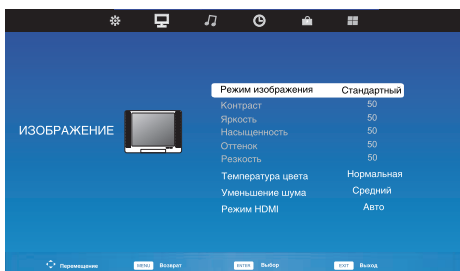 Режим изображения Стандартный
Контраст 50
Яркость 50
Насыщенность 50
Оттенок 50
Резкость 50
ИЗОБРАЖЕНИЕ
Температура цвета Нормальная
Уменьшение шума Средний
Режим HDMI Авто
Перемещение MENU Возврат ENTER Выбор EXIT Выход